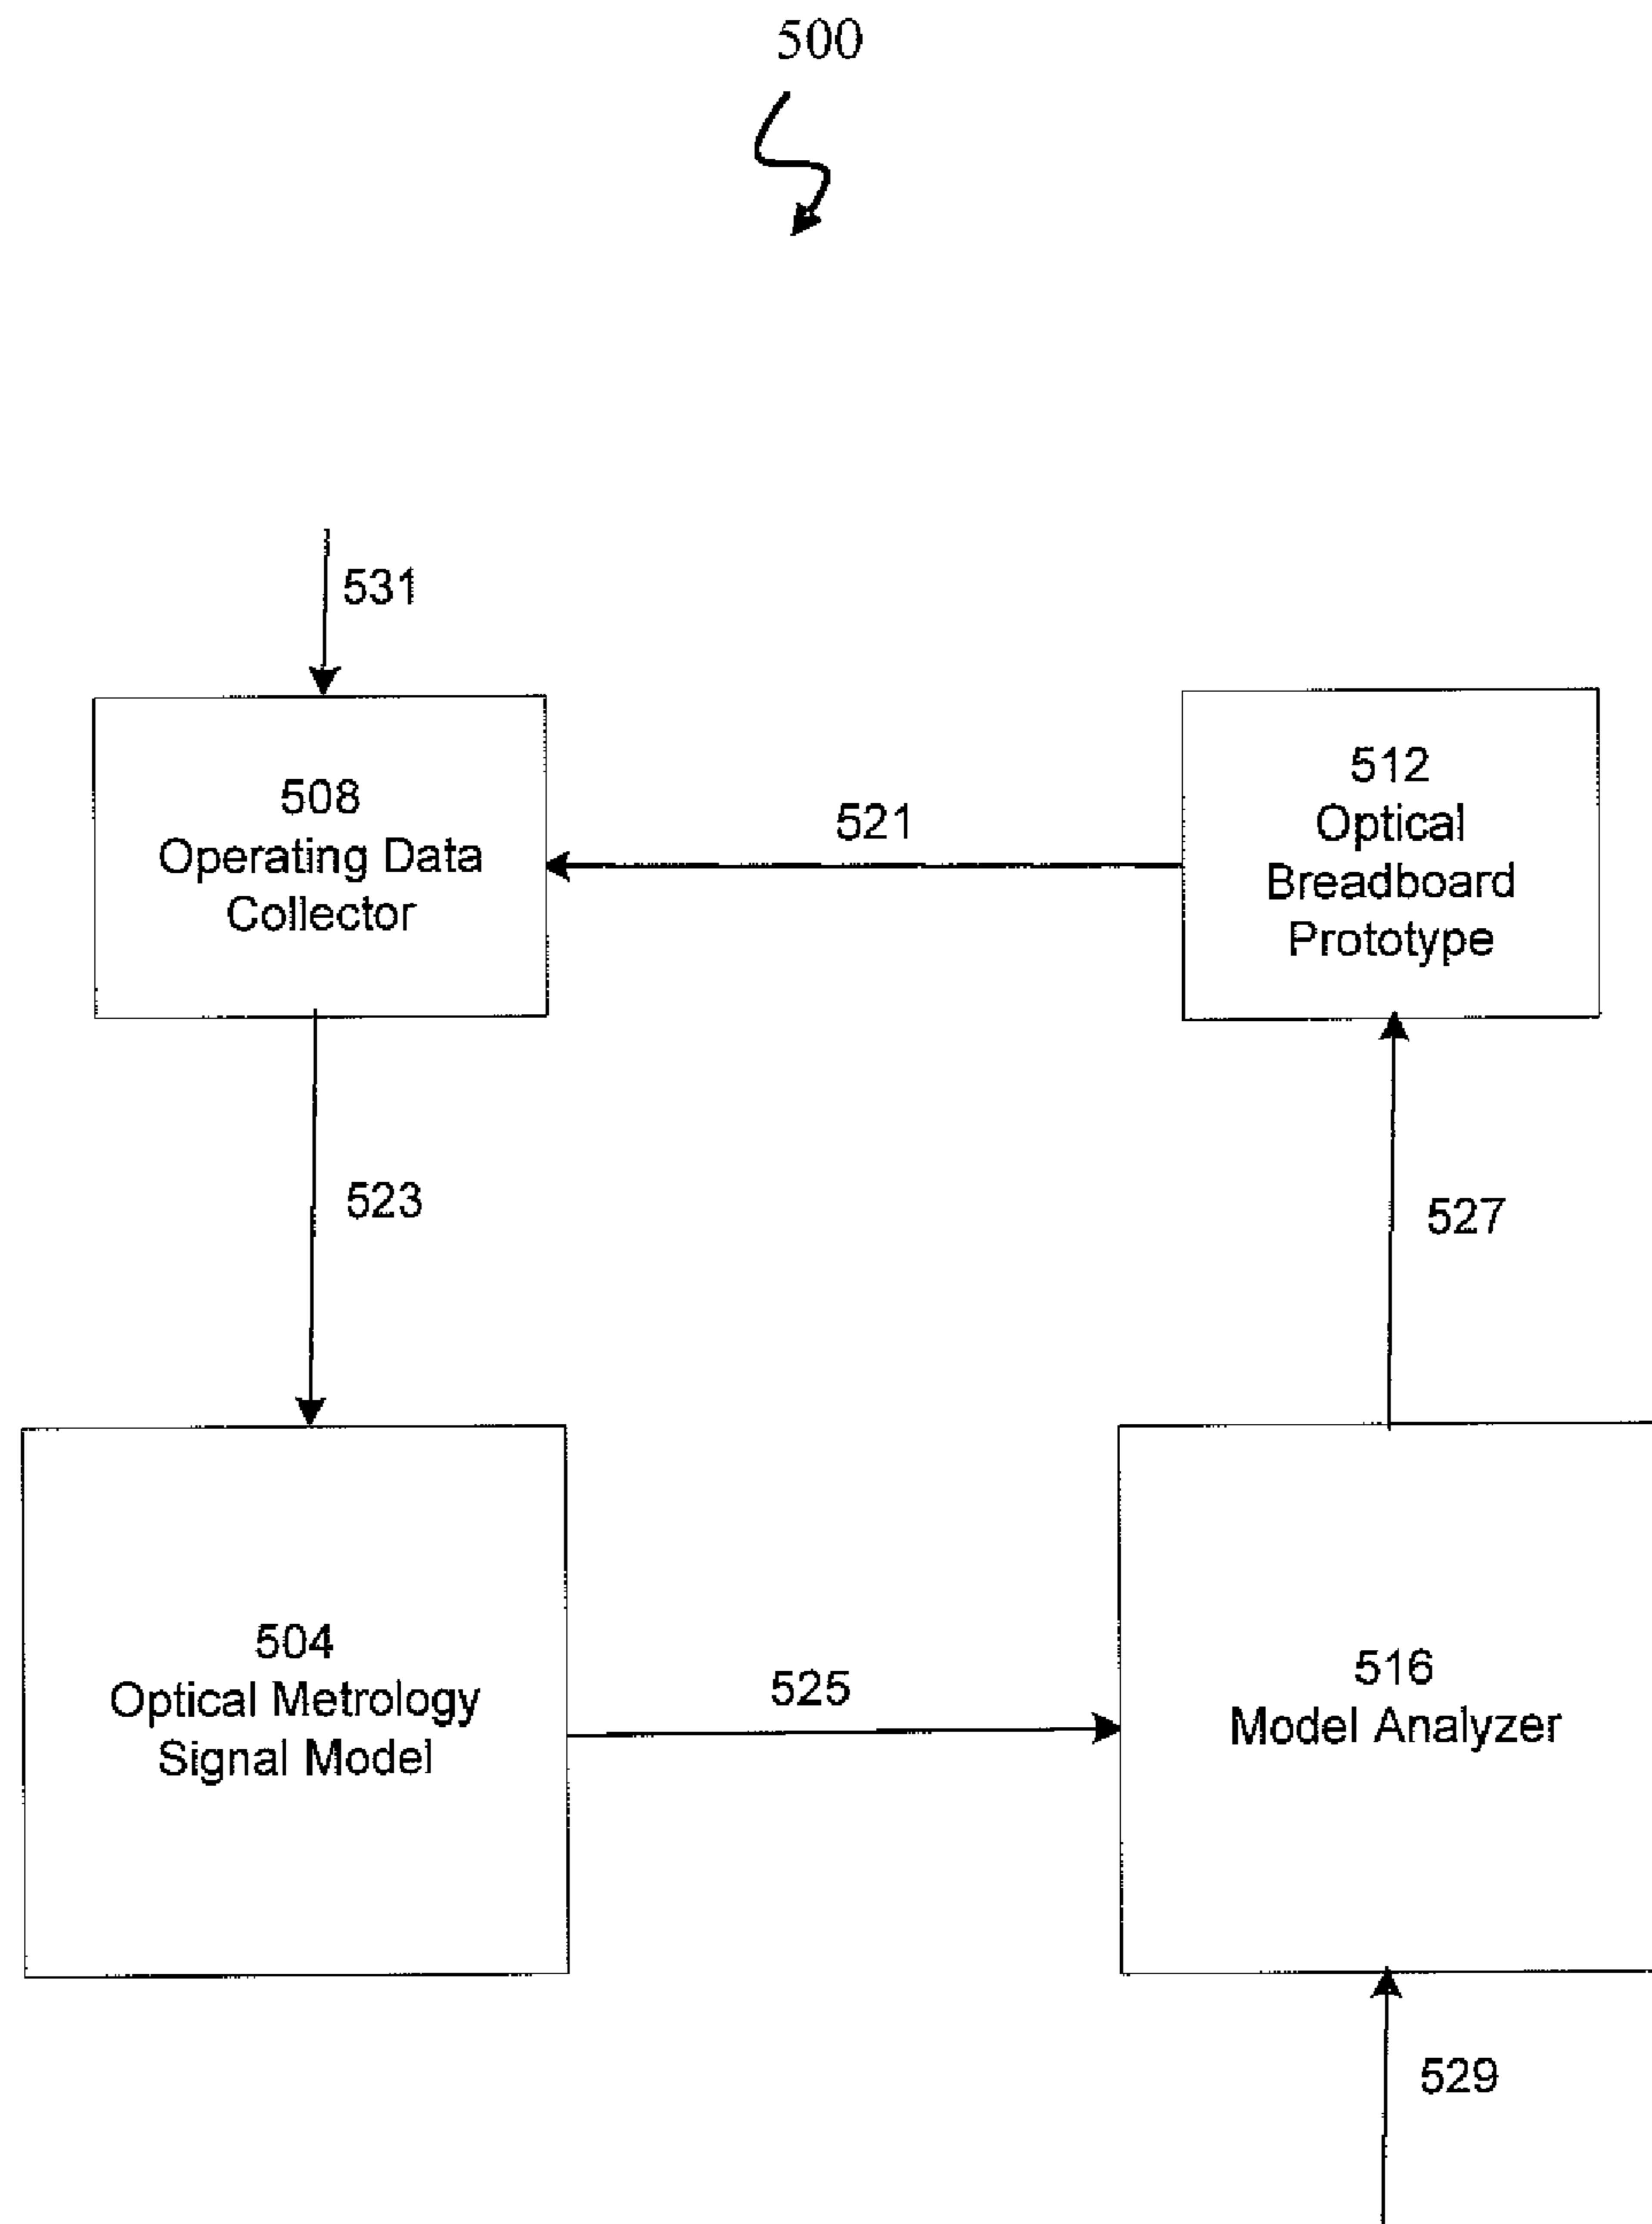 500
531
508
Operating Data
Collector
521
512
Optical
Breadboard
Prototype
523
527
504
Optical Metrology
Signal Model
525
516
Model Analyzer
529